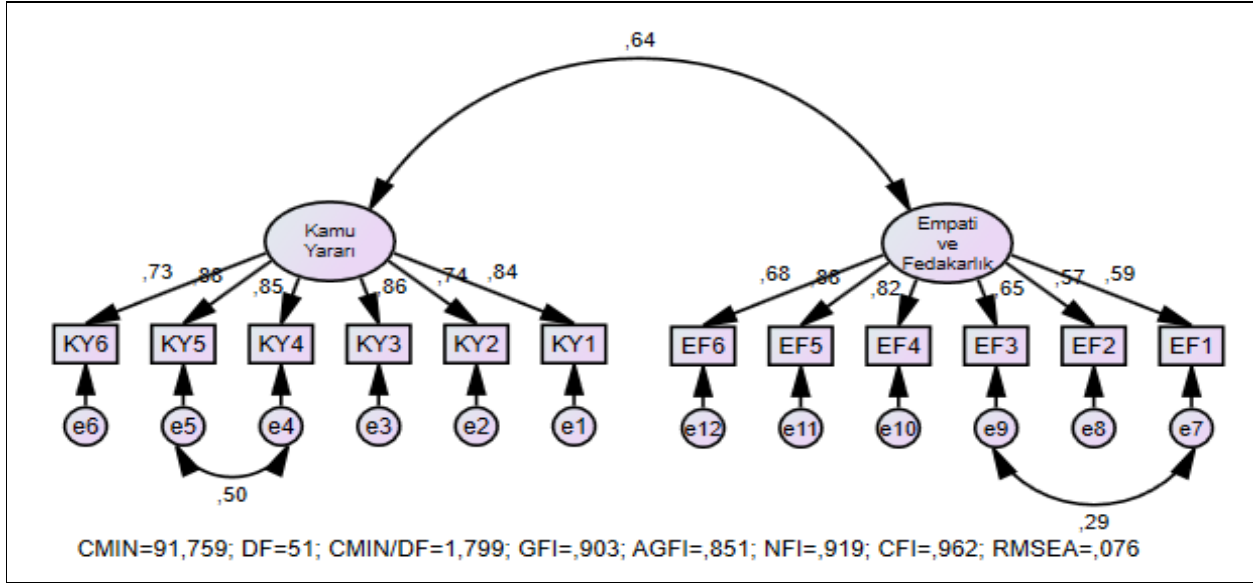 ,64
Kamu
Yararı
Empati
ve
Fedakarlık
,73 ,88 ,85 ,86 ,74 ,84
,68 ,88 ,82 ,65 ,57 ,59
KY6 KY5 KY4 KY3 KY2 KY1
EF6 EF5 EF4 EF3 EF2 EF1
e6 e5 e4 e3 e2 e1
e12 e11 e10 e9 e8 e7
,50
,29
CMIN=91,759; DF=51; CMIN/DF=1,799; GFI=,903; AGFI=,851; NFI=,919; CFI=,962; RMSEA=,076